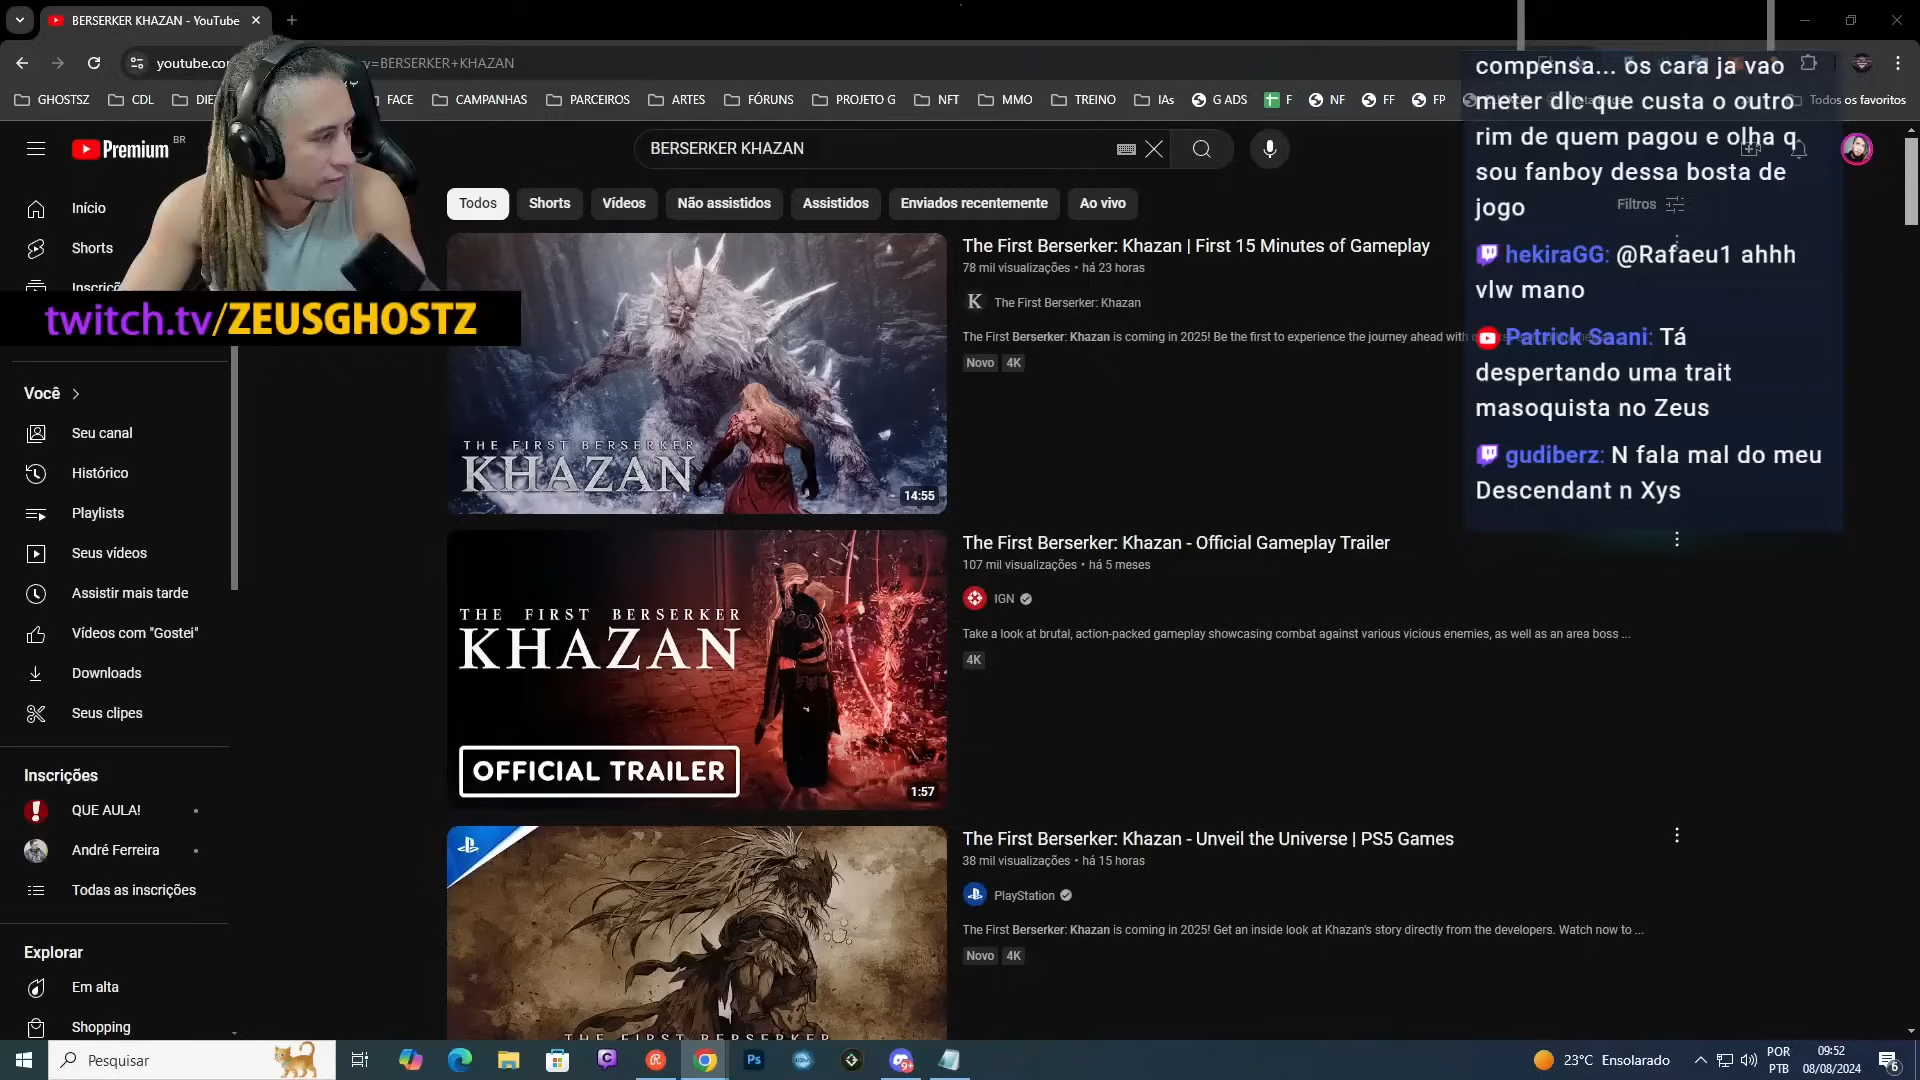 BERSERKER KHAZAN - YouTube
youtube.co
=BERSERKER+KHAZAN
GHOSTSZ
CDL
DIE
FACE
CAMPANHAS
PARCEIROS
ARTES
FÓRUNS
PROJETO G
NFT
MMO
TREINO
IAs
G ADS
F
NF
FF
FP
Todos os favoritos
Premium
BR
BERSERKER KHAZAN
Todos
Shorts
Vídeos
Não assistidos
Assistidos
Enviados recentemente
Ao vivo
Filtros
Início
Shorts
Inscriç
twitch.tv/ZEUSGHOSTZ
Você
Seu canal
Histórico
Playlists
Seus vídeos
Assistir mais tarde
Vídeos com "Gostei"
Downloads
Seus clipes
Inscrições
QUE AULA!
André Ferreira
Todas as inscrições
Explorar
Em alta
Shopping
THE FIRST BERSERKER
KHAZAN
14:55
The First Berserker: Khazan | First 15 Minutes of Gameplay
78 mil visualizações • há 23 horas
K The First Berserker: Khazan
The First Berserker: Khazan is coming in 2025! Be the first to experience the journey ahead with
Novo
4K
THE FIRST BERSERKER
KHAZAN
OFFICIAL TRAILER
1:57
The First Berserker: Khazan - Official Gameplay Trailer
107 mil visualizações • há 5 meses
IGN
Take a look at brutal, action-packed gameplay showcasing combat against various vicious enemies, as well as an area boss ...
4K
THE FIRST BERSERKER
The First Berserker: Khazan - Unveil the Universe | PS5 Games
38 mil visualizações • há 15 horas
PlayStation
The First Berserker: Khazan is coming in 2025! Get an inside look at Khazan's story directly from the developers. Watch now to ...
Novo
4K
compensa... os cara ja vao
meter dlc que custa o outro
rim de quem pagou e olha q
sou fanboy dessa bosta de
jogo
hekiraGG: @Rafaeu1 ahhh
vlw mano
Patrick Saani: Tá
despertando uma trait
masoquista no Zeus
gudiberz: N fala mal do meu
Descendant n Xys
Pesquisar
Ps
9+
23°C Ensolarado
POR
PTB
09:52
08/08/2024
6